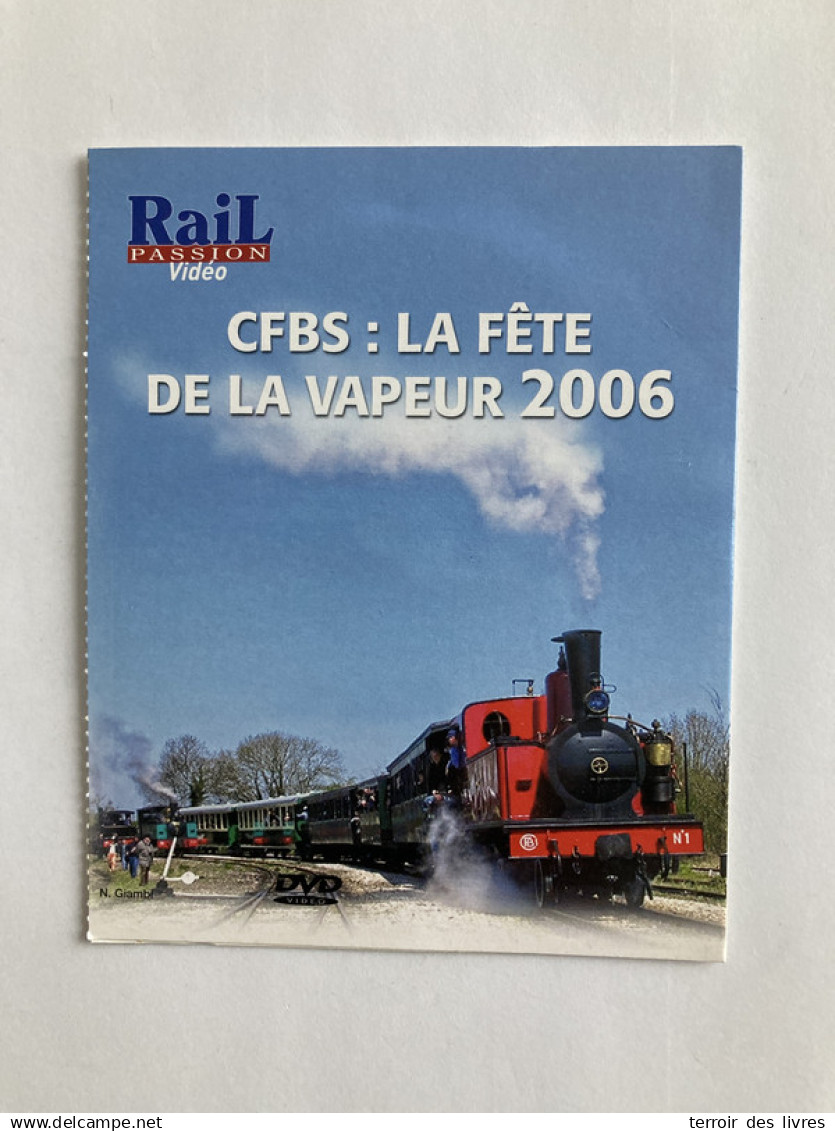 RaiL
PASSION
Vidéo
CFBS : LA FÊTE
DE LA VAPEUR 2006
N°1
N. Giambi
DVD
VIDEO
delcampe.net
terroir des livres